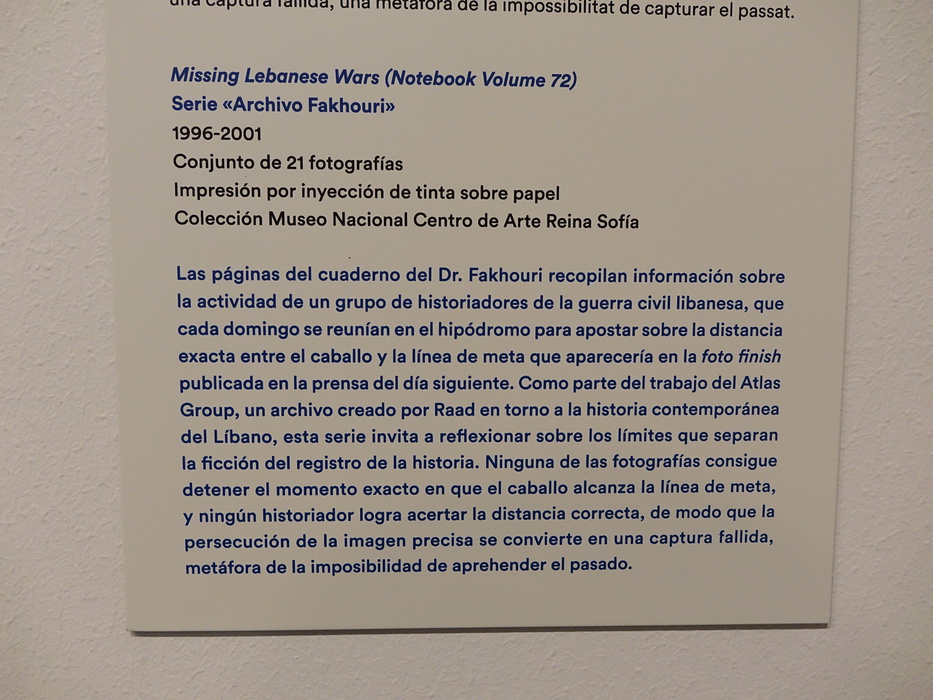 una captura fallida, una metàfora de la impossibilitat de capturar el passat.
Missing Lebanese Wars (Notebook Volume 72)
Serie «Archivo Fakhouri»
1996-2001
Conjunto de 21 fotografías
Impresión por inyección de tinta sobre papel
Colección Museo Nacional Centro de Arte Reina Sofía
Las páginas del cuaderno del Dr. Fakhouri recopilan información sobre
la actividad de un grupo de historiadores de la guerra civil libanesa, que
cada domingo se reunían en el hipódromo para apostar sobre la distancia
exacta entre el caballo y la línea de meta que aparecería en la foto finish
publicada en la prensa del día siguiente. Como parte del trabajo del Atlas
Group, un archivo creado por Raad en torno a la historia contemporánea
del Líbano, esta serie invita a reflexionar sobre los límites que separan
la ficción del registro de la historia. Ninguna de las fotografías consigue
detener el momento exacto en que el caballo alcanza la línea de meta,
y ningún historiador logra acertar la distancia correcta, de modo que la
persecución de la imagen precisa se convierte en una captura fallida,
metáfora de la imposibilidad de aprehender el pasado.